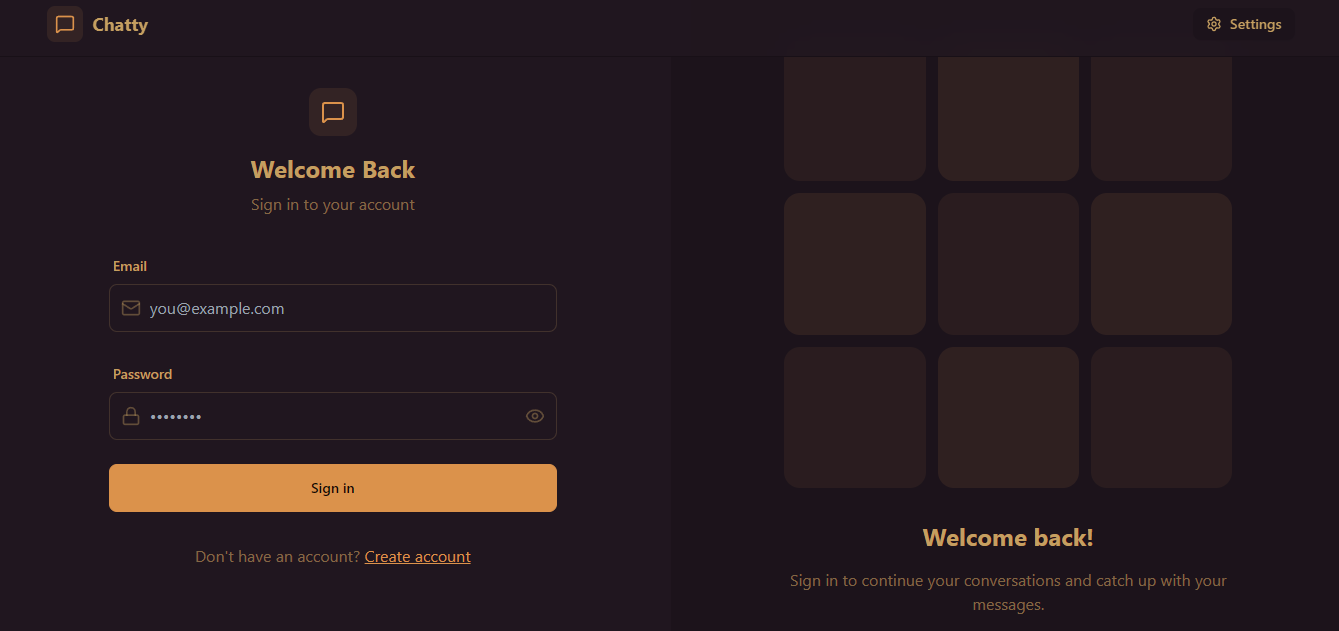 Chatty
Settings
Welcome Back
Sign in to your account
Email
you@example.com
Password
••••••••
Sign in
Don't have an account? Create account
Welcome back!
Sign in to continue your conversations and catch up with your
messages.